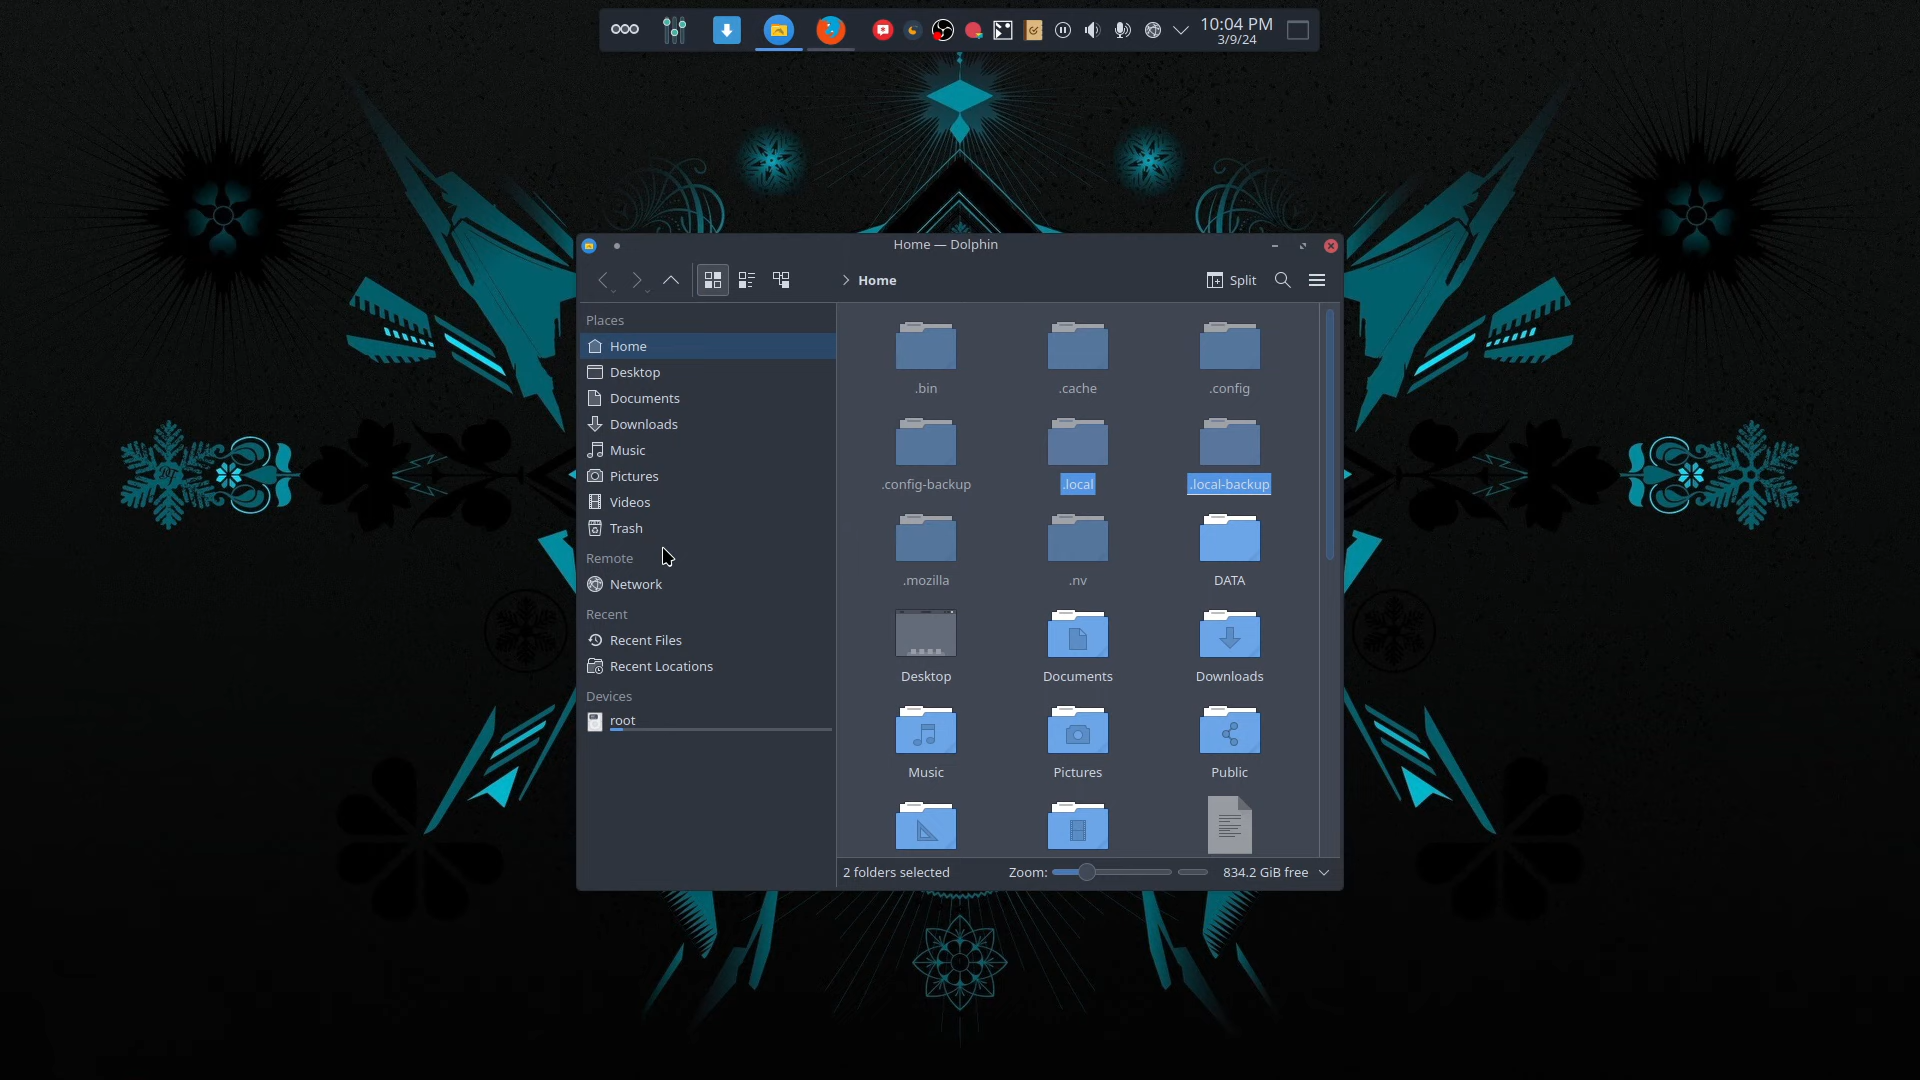 10:04 PM
3/9/24
Home — Dolphin
Home
Split
Places
Home
Desktop
Documents
Downloads
Music
Pictures
Videos
Trash
Remote
Network
Recent
Recent Files
Recent Locations
Devices
root
.bin
.cache
.config
.config-backup
.local
.local-backup
.mozilla
.nv
DATA
Desktop
Documents
Downloads
Music
Pictures
Public
2 folders selected
Zoom:
834.2 GiB free